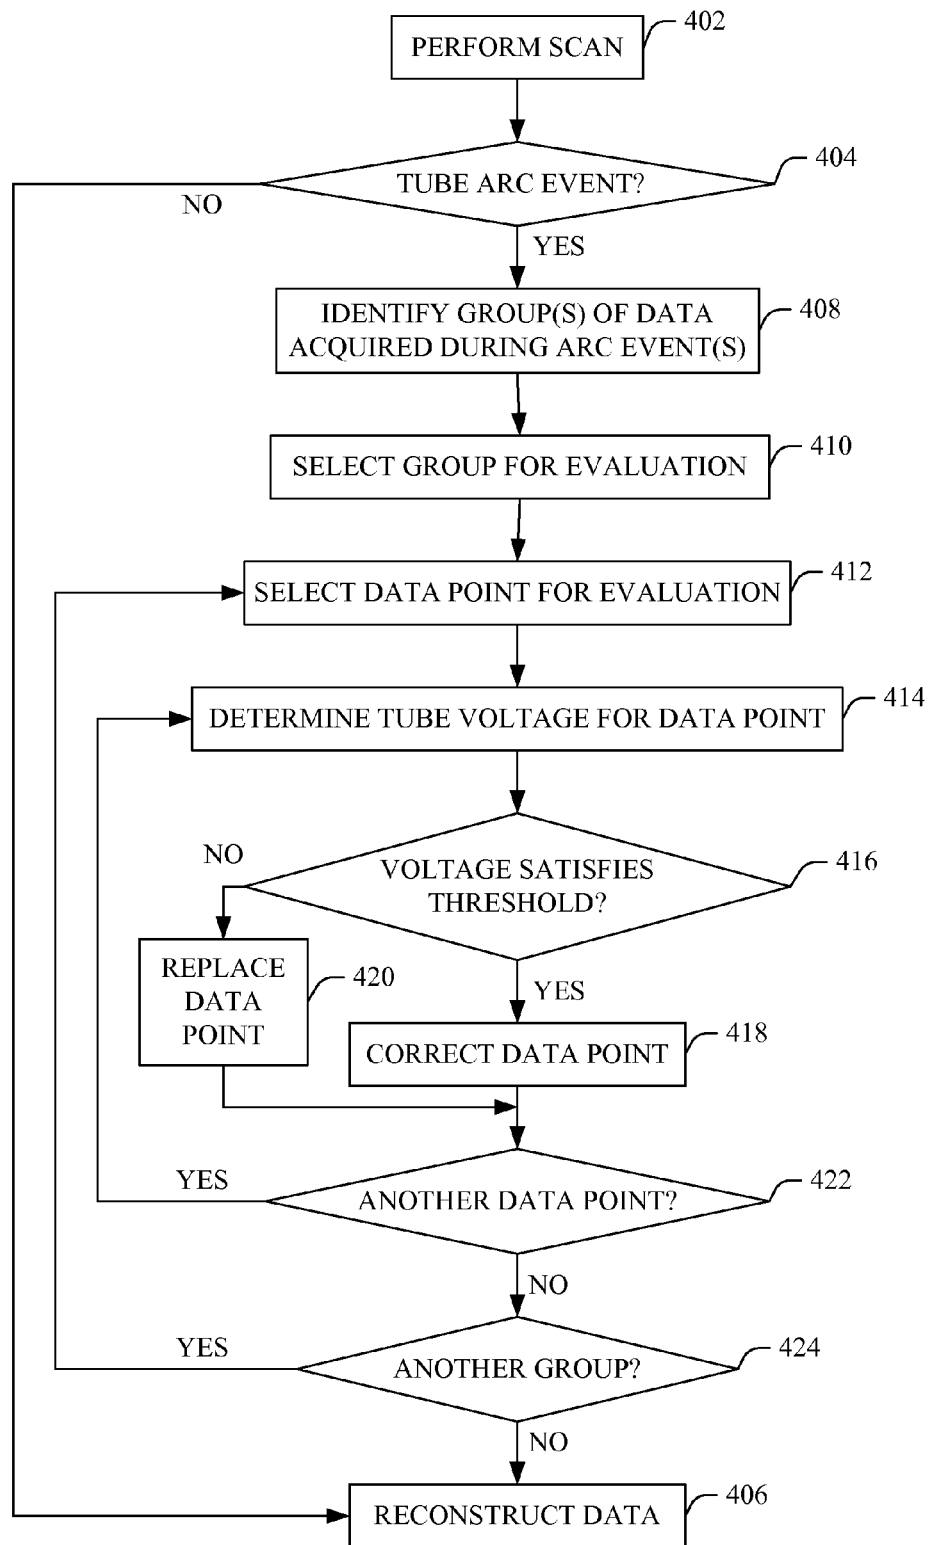 402
PERFORM SCAN
404
TUBE ARC EVENT?
NO
YES
IDENTIFY GROUP(S) OF DATA
ACQUIRED DURING ARC EVENT(S)
408
410
SELECT GROUP FOR EVALUATION
412
SELECT DATA POINT FOR EVALUATION
414
DETERMINE TUBE VOLTAGE FOR DATA POINT
NO
VOLTAGE SATISFIES
THRESHOLD?
416
REPLACE
DATA
POINT
420
YES
418
CORRECT DATA POINT
YES
ANOTHER DATA POINT?
422
NO
YES
ANOTHER GROUP?
424
NO
406
RECONSTRUCT DATA